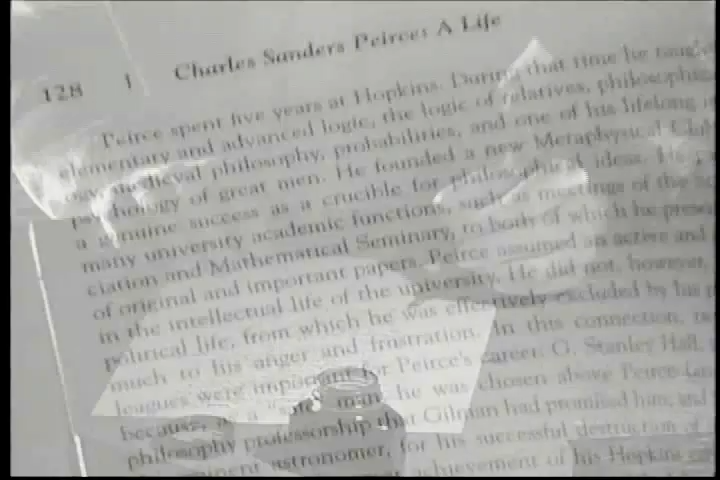 128 I Charles Sanders Peirce: A Life
Peirce spent five years at Hopkins. During that time he taught
elementary and advanced logic, the logic of relatives, philosophical
medieval philosophy, probabilities, and one of his lifelong
psychology of great men. He founded a new Metaphysical Club
a genuine success as a crucible for philosophical ideas. He
many university academic functions, such as meetings of the
ciation and Mathematical Seminary, to both of which he
of original and important papers. Peirce assumed an active and
in the intellectual life of the university. He did not, however,
political life, from which he was effectively excluded by his
much to his anger and frustration. In this connection,
leagues were important for Peirce's career. G. Stanley Hall,
because, as a "safe" man, he was chosen above Peirce
philosophy professorship that Gilman had promised him, and
astronomer, for his successful destruction of
achievement of his Hopkins